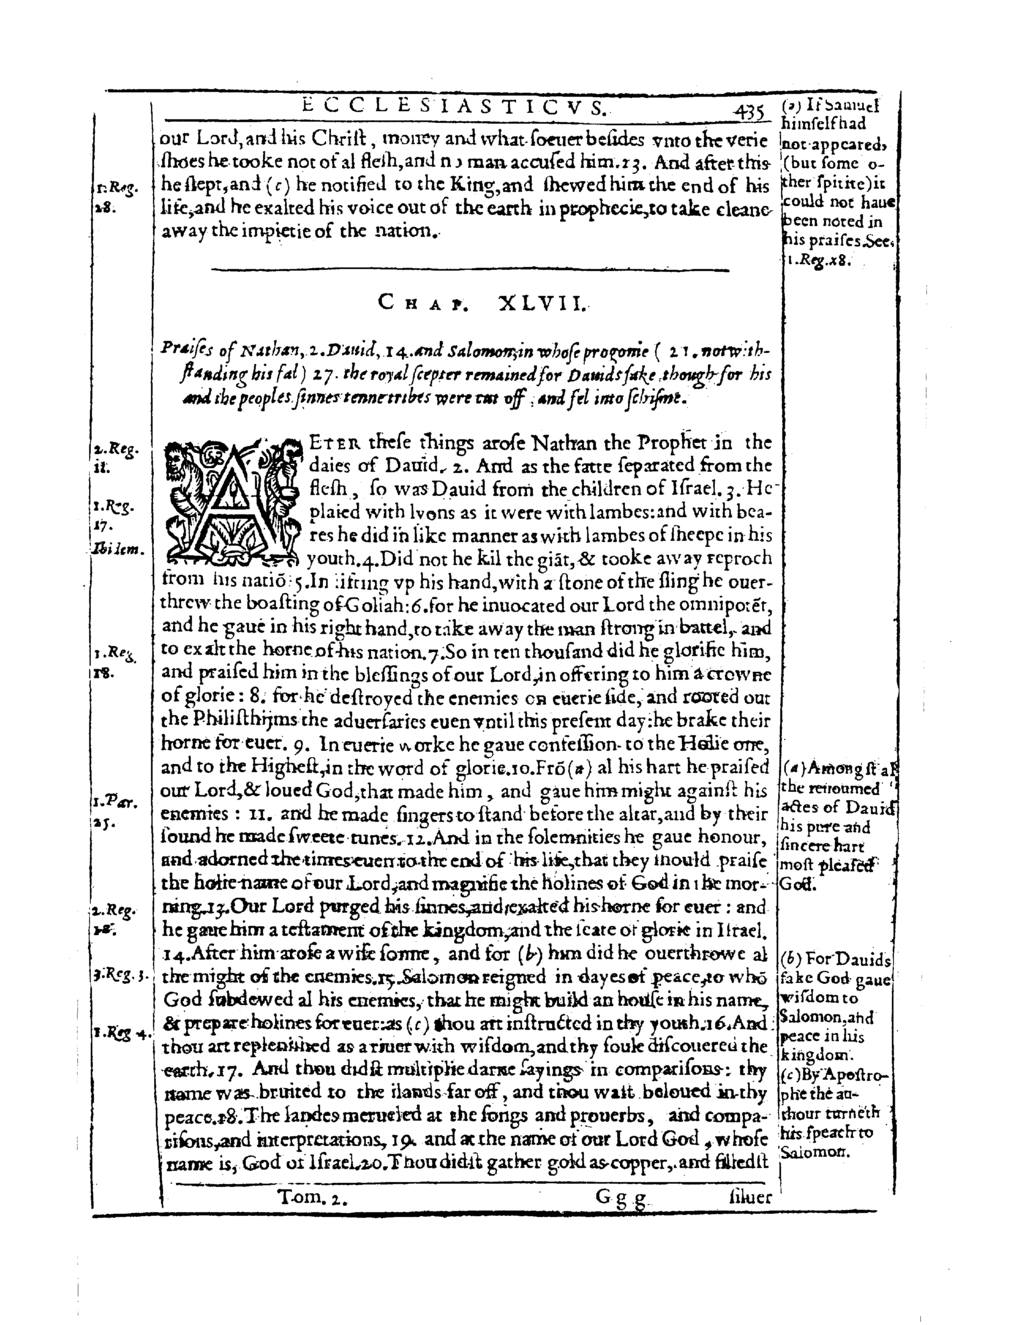 ECCLESIASTICVS. 435
our Lord, and his Chriſt, money and what-ſoeuer beſides vnto the verie
ſhoes he tooke not of al fleſh, and no man accuſed him. 13. And after this
he ſlept, and (c) he notified to the King, and ſhewed him the end of his
life, and he exalted his voice out of the earth in prophecie, to take cleane
away the impietie of the nation.
1. Reg.
28.
(c) If Samuel
himſelf had
not appeared,
(but ſome o-
ther ſpirite) it
could not haue
been noted in
his praiſes. See
1. Reg. 28.
CHAP. XLVII.
Praiſes of Nathan, 2. Dauid, 14. and Salomon, in whoſe progenie (21. notwith-
ſtanding his fal) 27. the royal ſcepter remained for Dauids ſake, though for his
and the peoples ſinnes tenne tribes were cut off, and fel into ſchiſme.
AFTER theſe things aroſe Nathan the Prophet in the
daies of Dauid, 2. And as the fatte ſeparated from the
fleſh, ſo was Dauid from the children of Iſrael. 3. He
plaied with lyons as it were with lambes: and with bea-
res he did in like manner as with lambes of ſheepe in his
youth. 4. Did not he kil the giāt, & tooke away reproch
from his natiō: 5. In lifting vp his hand, with a ſtone of the ſling he ouer-
threw the boaſting of Goliah: 6. for he inuocated our Lord the omnipotēt,
and he gaue in his right hand, to take away the man ſtrong in battel, and
to exalt the horne of his nation. 7. So in ten thouſand did he glorifie him,
and praiſed him in the bleſſings of our Lord, in offering to him a crowne
of glorie: 8. for he deſtroyed the enemies on euerie ſide, and rooted out
the Philiſthijms the aduerſaries euen vntil this preſent day: he brake their
horne for euer. 9. In euerie worke he gaue confeſſion to the Holie one,
and to the Higheſt, in the word of glorie. 10. Frō (a) al his hart he praiſed
our Lord, & loued God, that made him, and gaue him might againſt his
enemies: 11. and he made ſingers to ſtand before the altar, and by their
ſound he made ſweete tunes. 12. And in the ſolemnities he gaue honour,
and adorned the times euen to the end of his life, that they ſhould praiſe
the holie name of our Lord, and magnifie the holines of God in the mor-
ning. 13. Our Lord purged his ſinnes, and exalted his horne for euer: and
he gaue him a teſtament of the kingdom, and the ſeate of glorie in Iſrael.
14. After him aroſe a wiſe ſonne, and for (b) him did he ouerthrowe al
the might of the enemies. 15. Salomon reigned in dayes of peace, to whō
God ſubdewed al his enemies, that he might build an houſe in his name,
& prepare holines for euer: as (c) thou art inſtructed in thy youth. 16. And
thou art repleniſhed as a riuer with wiſdom, and thy ſoule diſcouered the
earth. 17. And thou didſt multiplie darke ſayings in compariſons: thy
name was bruited to the ilands far off, and thou waſt beloued in thy
peace. 18. The landes merueled at the ſongs and prouerbs, and compa-
riſons, and interpretations, 19. and at the name of our Lord God, whoſe
name is, God of Iſrael. 20. Thou didſt gather gold as copper, and filledſt
2. Reg.
1. Reg.
17.
Ibidem.
1. Reg.
18.
1. Par.
25.
2. Reg.
3. Reg. 3.
3. Reg 4.
(a) Among ſt al
the renoumed
actes of Dauid
his pure and
ſincere hart
moſt pleaſed
God.
(b) For Dauids
ſake God gaue
wiſdom to
Salomon, and
peace in his
kingdom.
(c) By Apoſtro-
phe the au-
thour turneth
his ſpeach to
Salomon.
Tom. 2. Ggg ſiluer